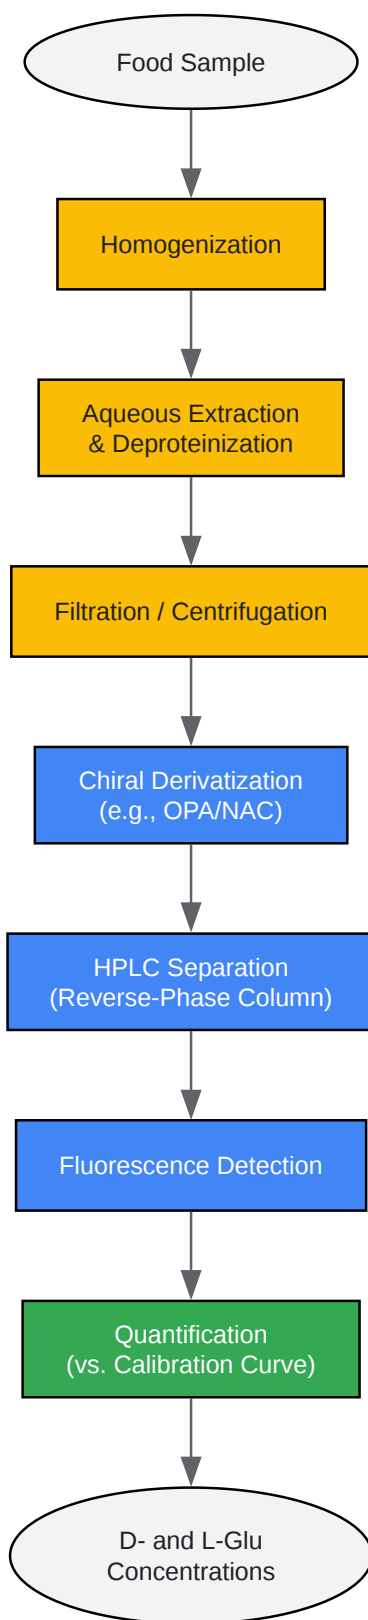 Food Sample
Homogenization
Aqueous Extraction
& Deproteinization
Filtration / Centrifugation
Chiral Derivatization
(e.g., OPA/NAC)
HPLC Separation
(Reverse-Phase Column)
Fluorescence Detection
Quantification
(vs. Calibration Curve)
D- and L-Glu
Concentrations